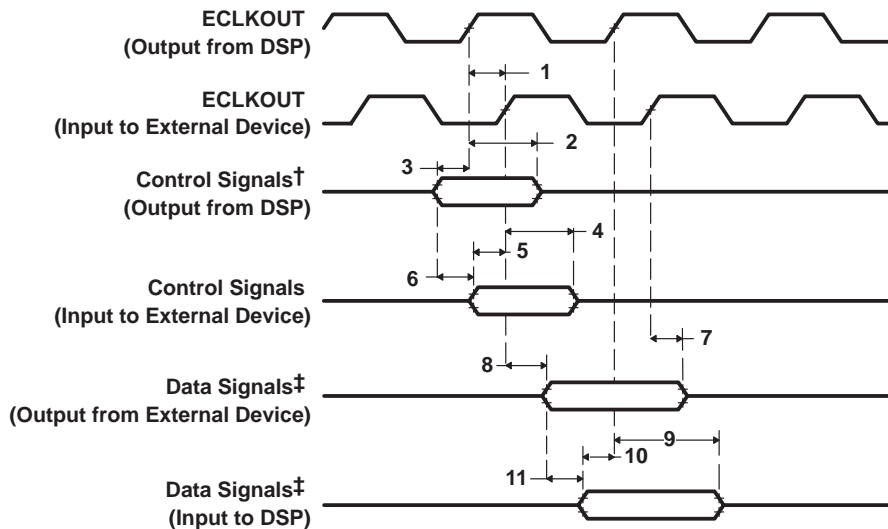 ECLKOUT
(Output from DSP)
1
ECLKOUT
(Input to External Device)
2
3
Control Signals†
(Output from DSP)
4
5
6
Control Signals
(Input to External Device)
7
8
Data Signals‡
(Output from External Device)
9
10
11
Data Signals‡
(Input to DSP)